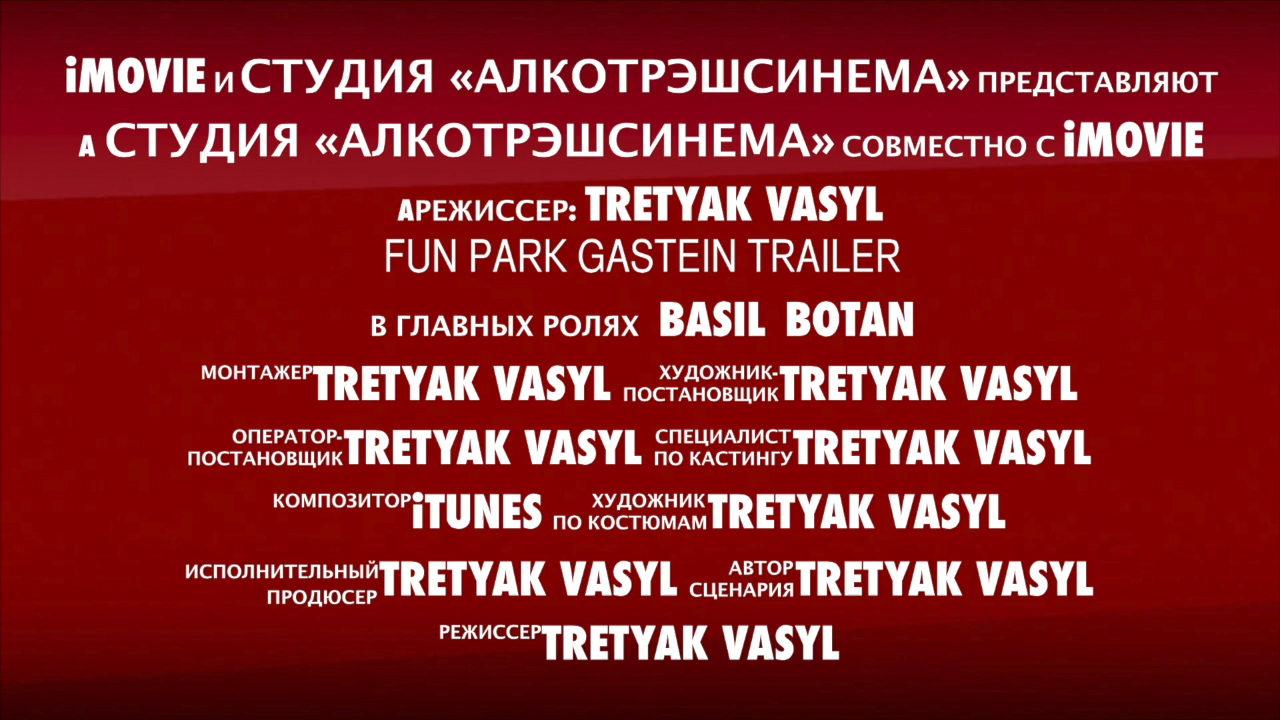 iMOVIE И СТУДИЯ «АЛКОТРЭШСИНЕМА» ПРЕДСТАВЛЯЮТ
А СТУДИЯ «АЛКОТРЭШСИНЕМА» СОВМЕСТНО С iMOVIE
АРЕЖИССЕР: TRETYAK VASYL
FUN PARK GASTEIN TRAILER
В ГЛАВНЫХ РОЛЯХ BASIL BOTAN
МОНТАЖЕР TRETYAK VASYL ХУДОЖНИК-ПОСТАНОВЩИК TRETYAK VASYL
ОПЕРАТОР-ПОСТАНОВЩИК TRETYAK VASYL СПЕЦИАЛИСТ ПО КАСТИНГУ TRETYAK VASYL
КОМПОЗИТОР iTUNES ХУДОЖНИК ПО КОСТЮМАМ TRETYAK VASYL
ИСПОЛНИТЕЛЬНЫЙ ПРОДЮСЕР TRETYAK VASYL АВТОР СЦЕНАРИЯ TRETYAK VASYL
РЕЖИССЕР TRETYAK VASYL